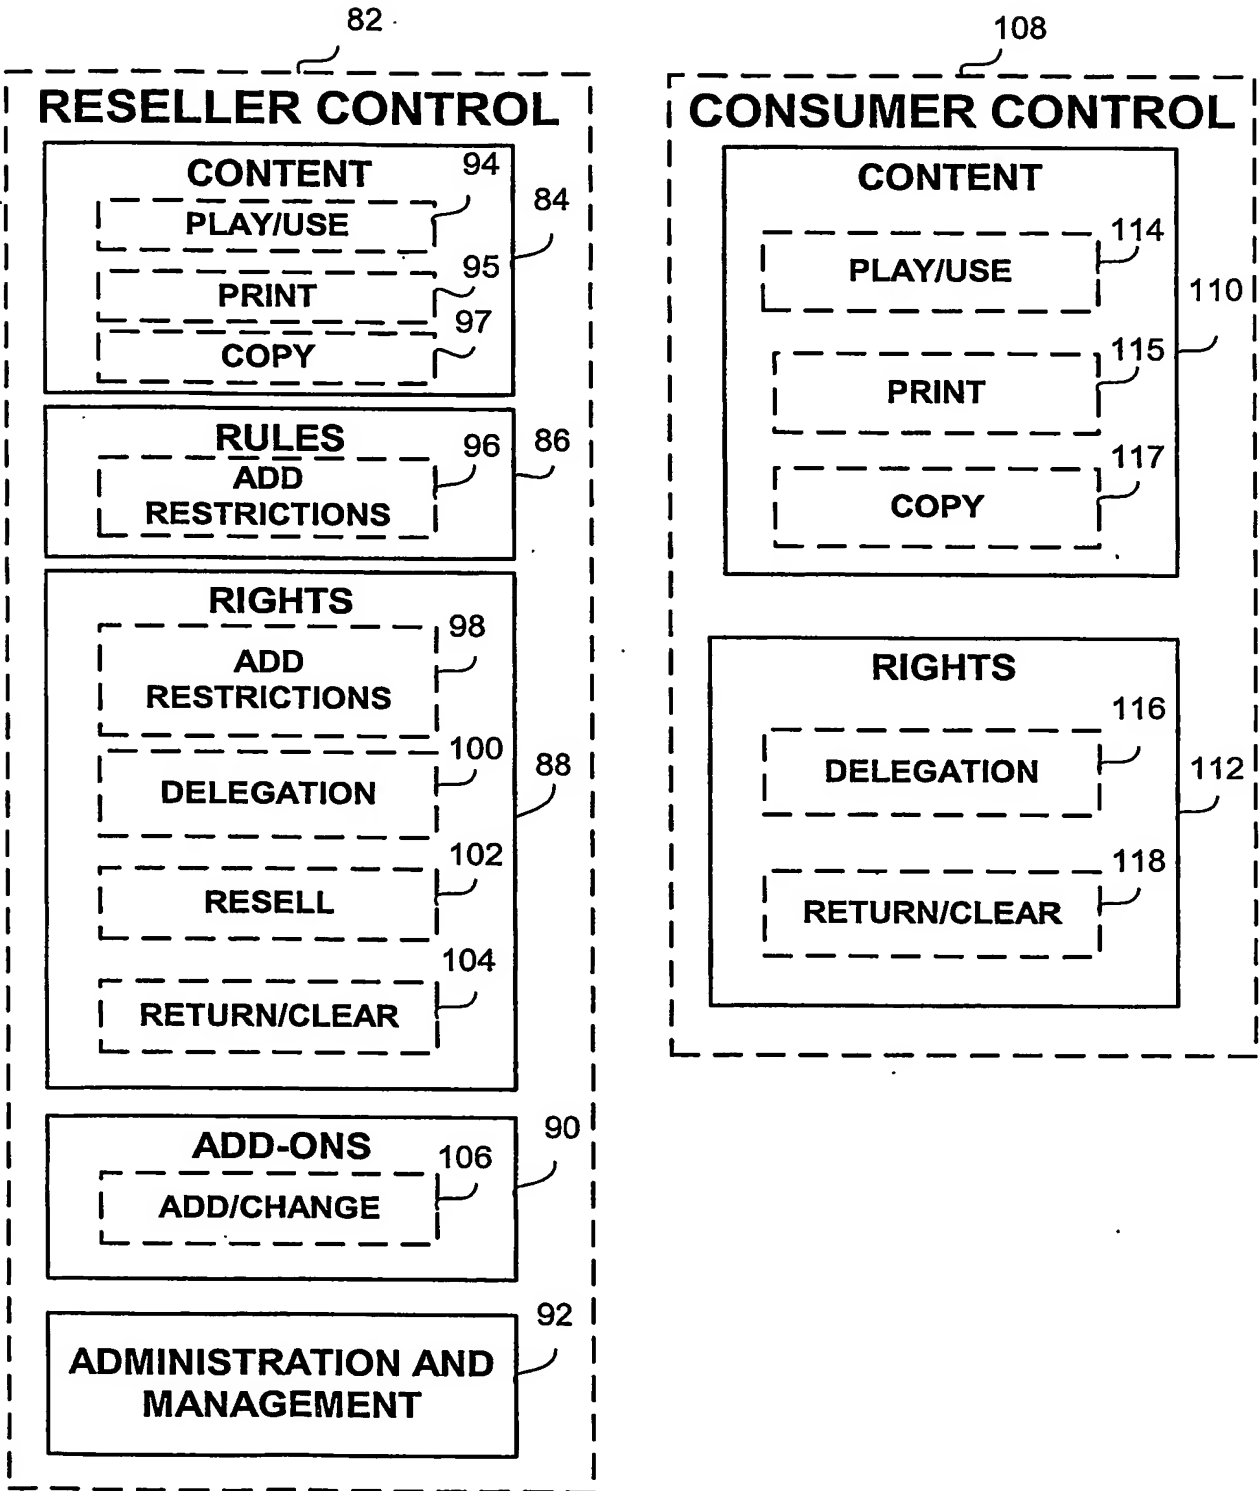 82
RESELLER CONTROL
CONTENT
94
PLAY/USE
84
95
PRINT
97
COPY
RULES
86
96
ADD
RESTRICTIONS
RIGHTS
98
ADD
RESTRICTIONS
100
88
DELEGATION
102
RESELL
104
RETURN/CLEAR
ADD-ONS
90
106
ADD/CHANGE
92
ADMINISTRATION AND
MANAGEMENT
108
CONSUMER CONTROL
CONTENT
114
PLAY/USE
110
115
PRINT
117
COPY
RIGHTS
116
DELEGATION
112
118
RETURN/CLEAR